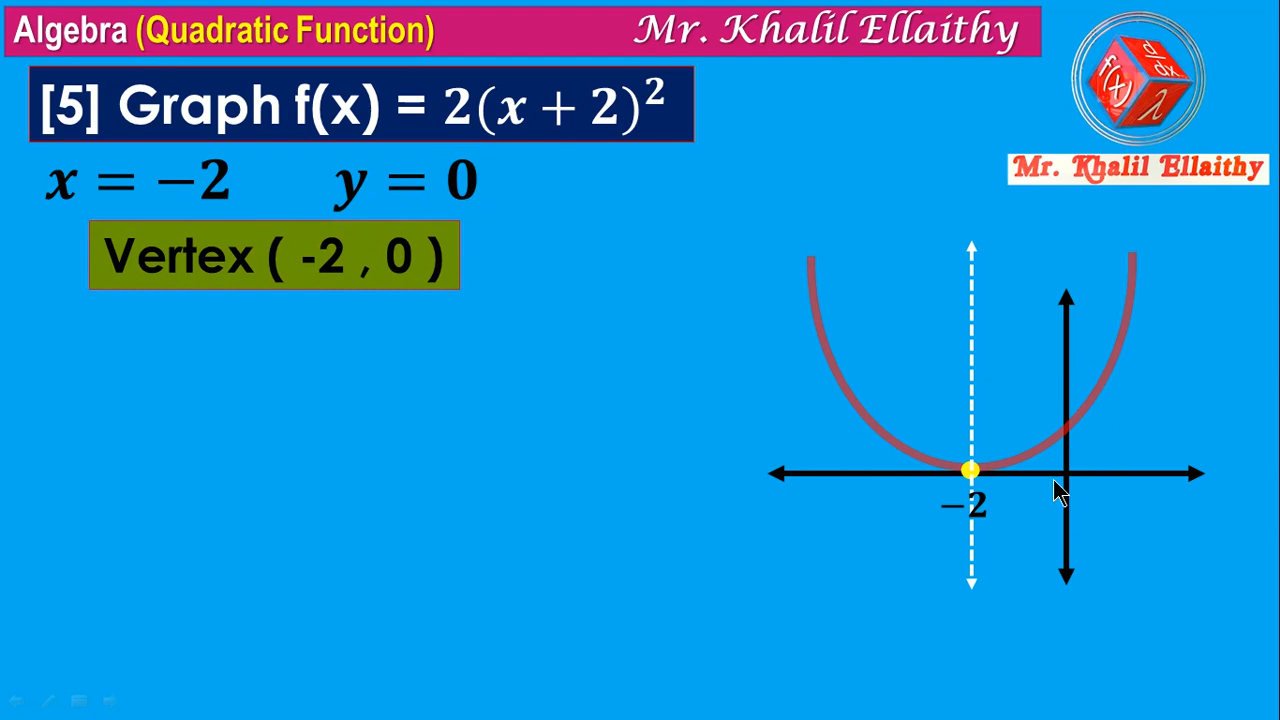 Algebra (Quadratic Function) Mr. Khalil Ellaithy
[5] Graph f(x) = 2(x + 2)²
x = −2 y = 0
Vertex ( -2 , 0 )
f(x)
d/dx
λ
Mr. Khalil Ellaithy
−2